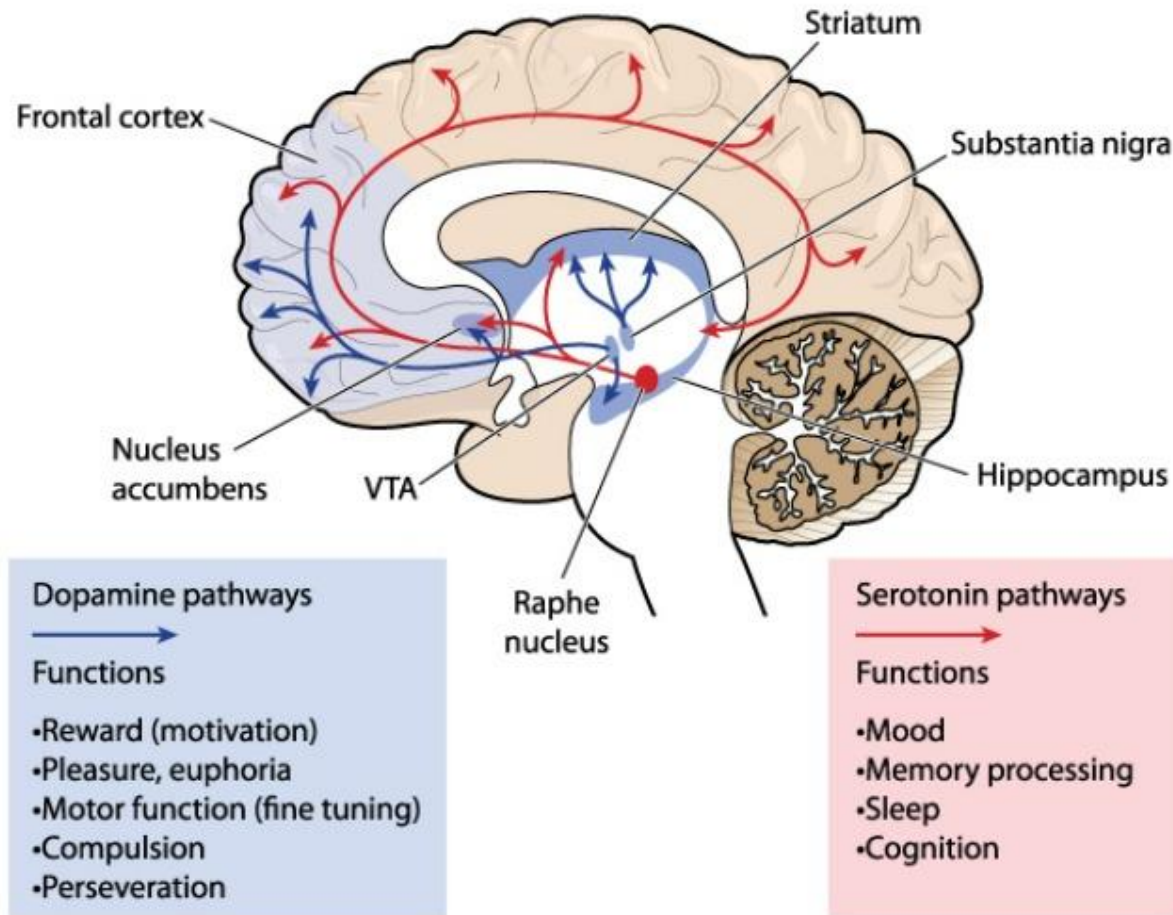 Striatum
Frontal cortex
Substantia nigra
Nucleus
accumbens
VTA
Hippocampus
Raphe
nucleus
Dopamine pathways
Functions
•Reward (motivation)
•Pleasure, euphoria
•Motor function (fine tuning)
•Compulsion
•Perseveration
Serotonin pathways
Functions
•Mood
•Memory processing
•Sleep
•Cognition